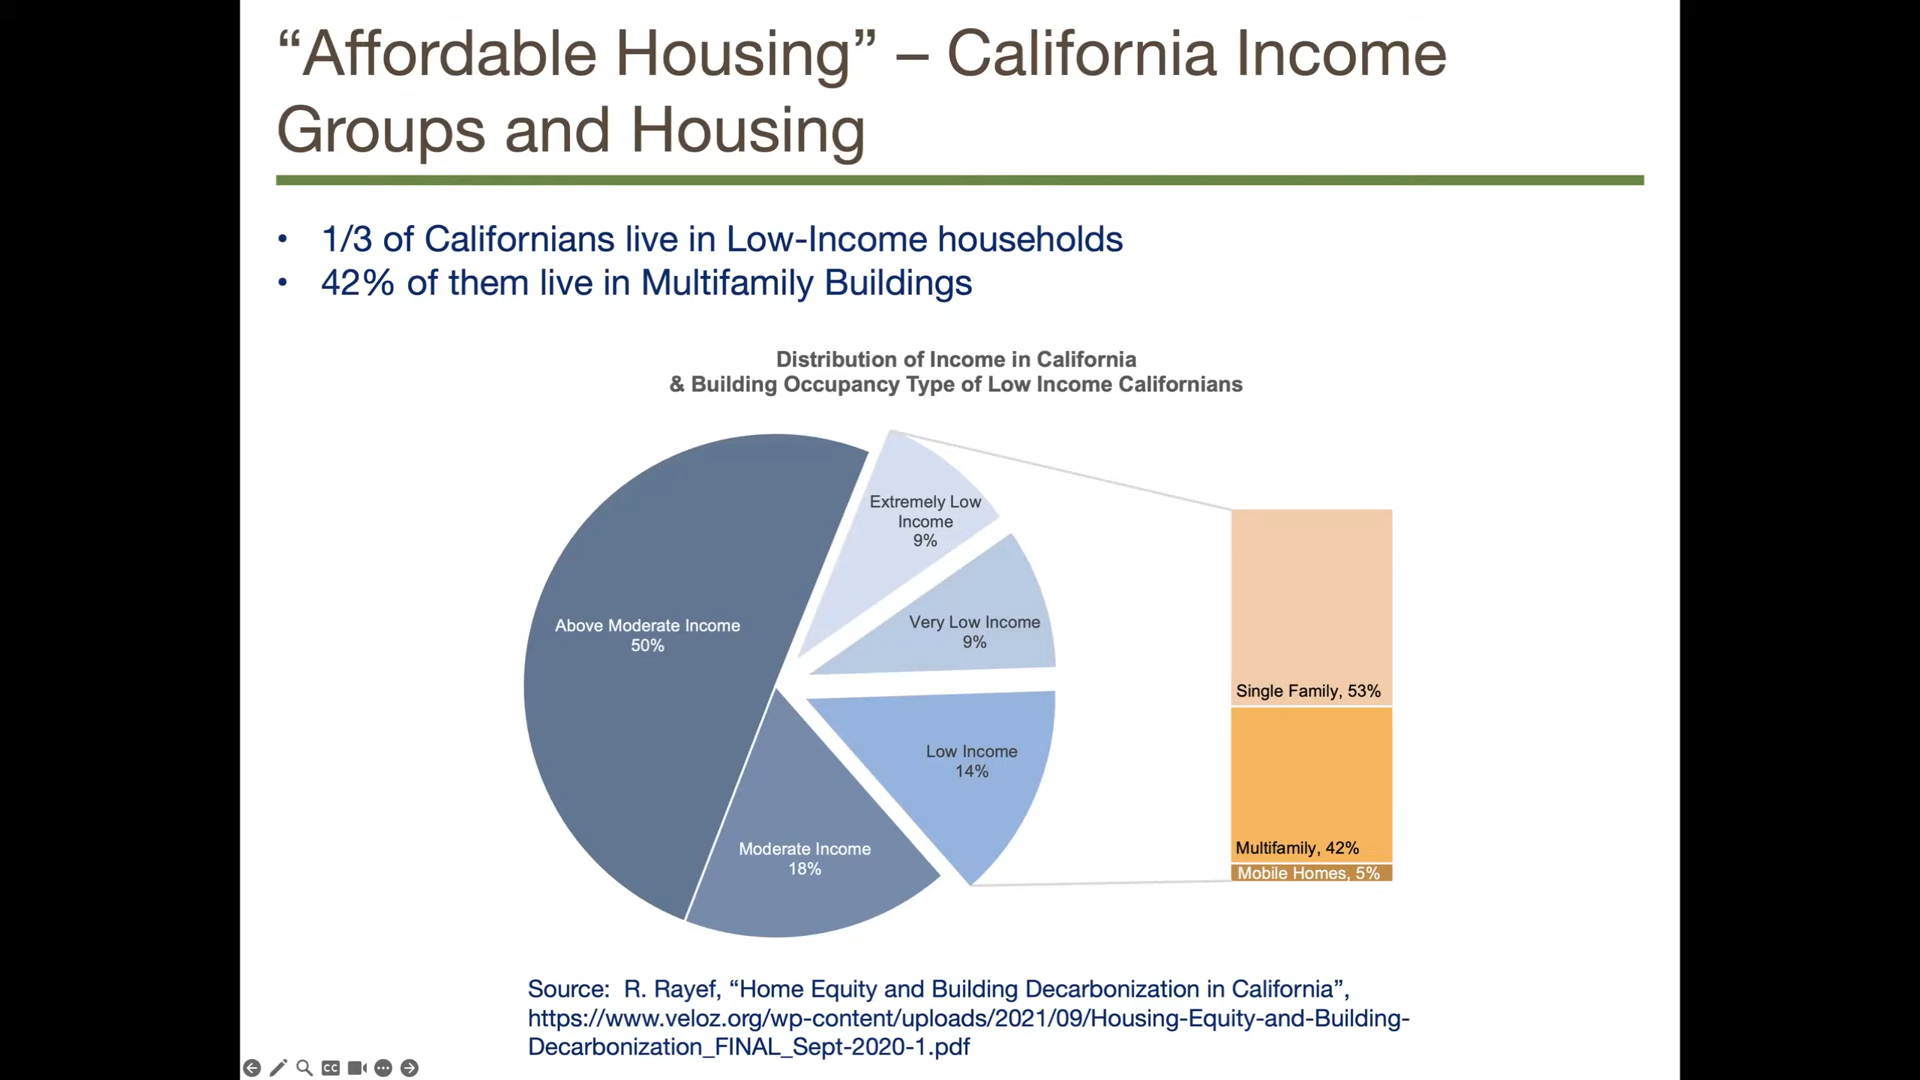 “Affordable Housing” – California Income
Groups and Housing
• 1/3 of Californians live in Low-Income households
• 42% of them live in Multifamily Buildings
Distribution of Income in California
& Building Occupancy Type of Low Income Californians
Extremely Low
Income
9%
Very Low Income
9%
Above Moderate Income
50%
Low Income
14%
Moderate Income
18%
Single Family, 53%
Multifamily, 42%
Mobile Homes, 5%
Source:  R. Rayef, “Home Equity and Building Decarbonization in California”,
https://www.veloz.org/wp-content/uploads/2021/09/Housing-Equity-and-Building-
Decarbonization_FINAL_Sept-2020-1.pdf
CC